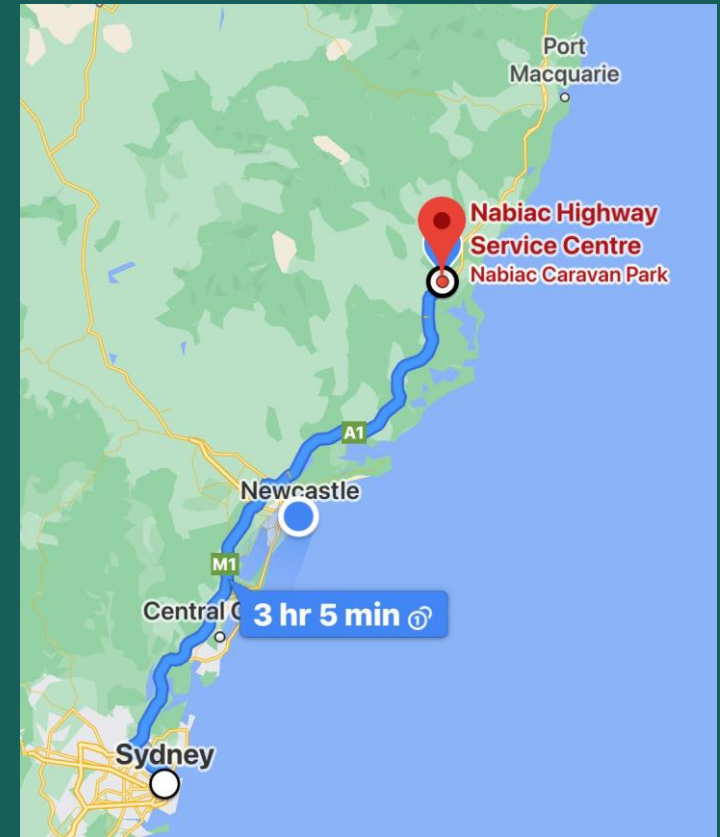 Port
Macquarie
Nabiac Highway
Service Centre
Nabiac Caravan Park
A1
Newcastle
M1
3 hr 5 min
Central C
Sydney